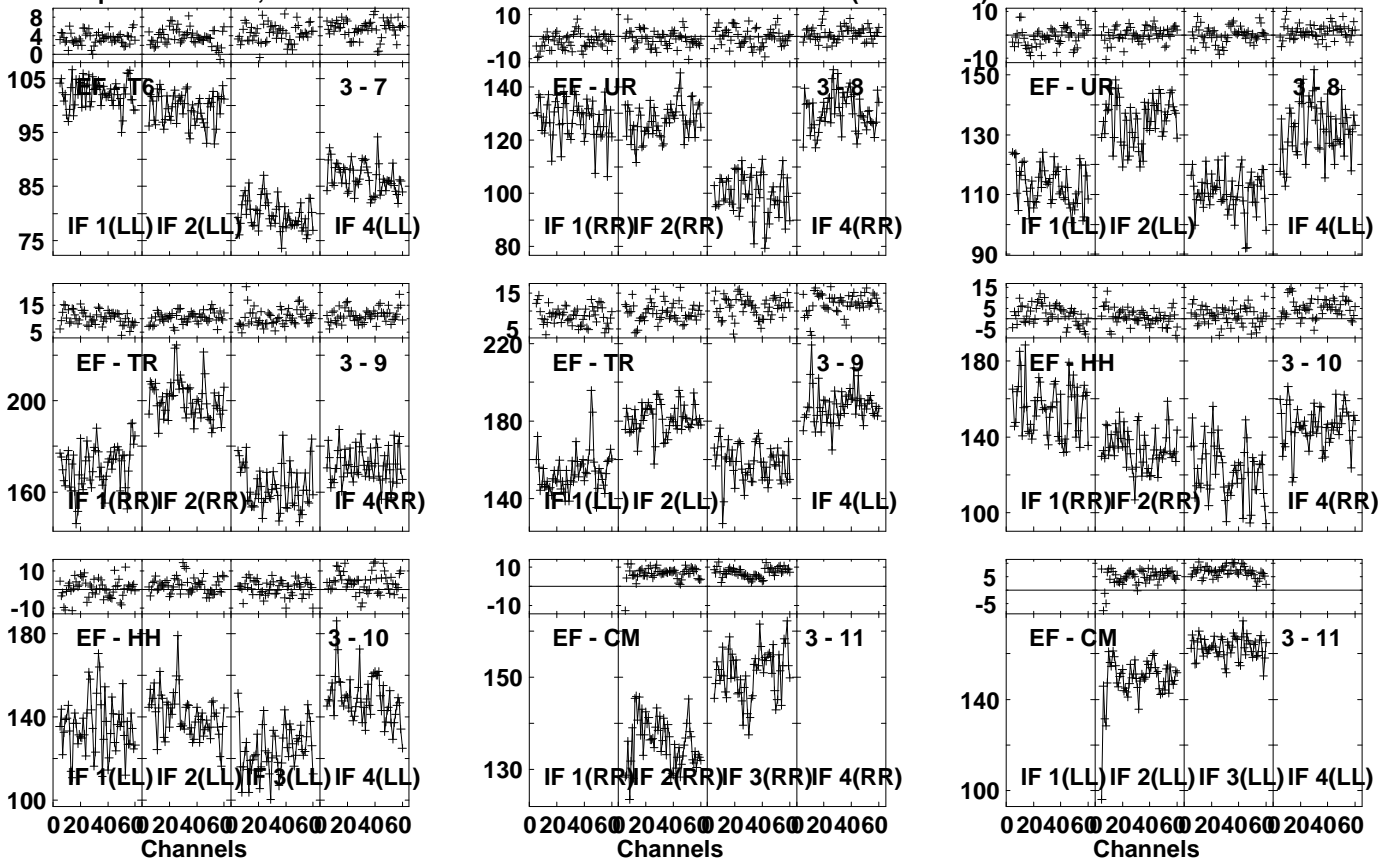 8
4
0
105
95
85
75
EF - T6
3 - 7
IF 1(LL) IF 2(LL) IF 4(LL)
10
-10
140
120
100
80
EF - UR
3 - 8
IF 1(RR) IF 2(RR) IF 4(RR)
10
-10
150
130
110
90
EF - UR
3 - 8
IF 1(LL) IF 2(LL) IF 4(LL)
15
5
200
160
EF - TR
3 - 9
IF 1(RR) IF 2(RR) IF 4(RR)
15
5
220
180
140
EF - TR
3 - 9
IF 1(LL) IF 2(LL) IF 4(LL)
15
5
-5
180
140
100
EF - HH
3 - 10
IF 1(RR) IF 2(RR) IF 4(RR)
10
-10
180
140
100
EF - HH
3 - 10
IF 1(LL) IF 2(LL) IF 3(LL) IF 4(LL)
0 20 40 60 0 20 40 60 0 20 40 60 0 20 40 60
Channels
10
-10
150
130
EF - CM
3 - 11
IF 1(RR) IF 2(RR) IF 3(RR) IF 4(RR)
0 20 40 60 0 20 40 60 0 20 40 60 0 20 40 60
Channels
5
-5
140
100
EF - CM
3 - 11
IF 1(LL) IF 2(LL) IF 3(LL) IF 4(LL)
0 20 40 60 0 20 40 60 0 20 40 60 0 20 40 60
Channels